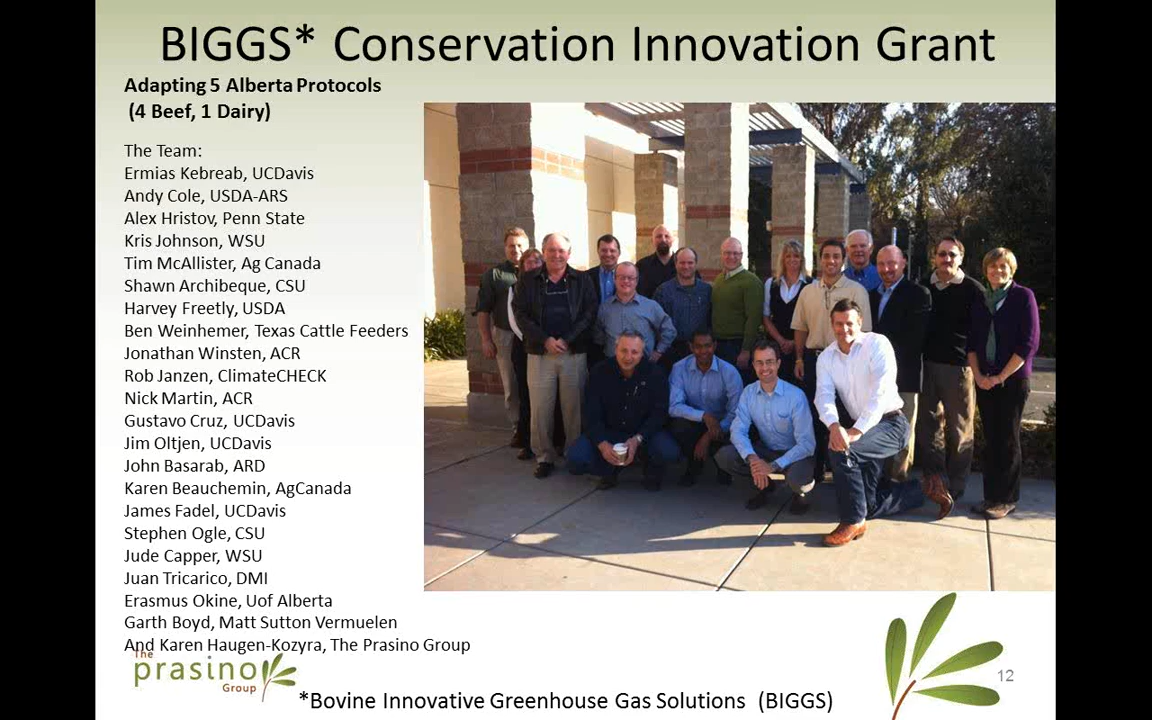 BIGGS* Conservation Innovation Grant
Adapting 5 Alberta Protocols
(4 Beef, 1 Dairy)
The Team:
Ermias Kebreab, UCDavis
Andy Cole, USDA-ARS
Alex Hristov, Penn State
Kris Johnson, WSU
Tim McAllister, Ag Canada
Shawn Archibeque, CSU
Harvey Freetly, USDA
Ben Weinhemer, Texas Cattle Feeders
Jonathan Winsten, ACR
Rob Janzen, ClimateCHECK
Nick Martin, ACR
Gustavo Cruz, UCDavis
Jim Oltjen, UCDavis
John Basarab, ARD
Karen Beauchemin, AgCanada
James Fadel, UCDavis
Stephen Ogle, CSU
Jude Capper, WSU
Juan Tricarico, DMI
Erasmus Okine, Uof Alberta
Garth Boyd, Matt Sutton Vermuelen
And Karen Haugen-Kozyra, The Prasino Group
The
prasino
Group
*Bovine Innovative Greenhouse Gas Solutions (BIGGS)
12